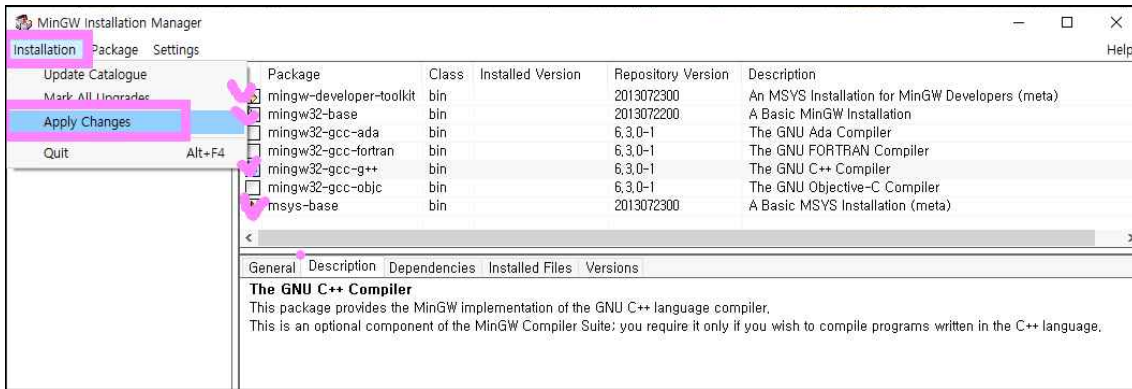 MinGW Installation Manager
Installation Package Settings Help
Update Catalogue
Mark All Upgrades
Apply Changes
Quit Alt+F4
Package Class Installed Version Repository Version Description
mingw-developer-toolkit bin 2013072300 An MSYS Installation for MinGW Developers (meta)
mingw32-base bin 2013072200 A Basic MinGW Installation
mingw32-gcc-ada bin 6,3,0-1 The GNU Ada Compiler
mingw32-gcc-fortran bin 6,3,0-1 The GNU FORTRAN Compiler
mingw32-gcc-g++ bin 6,3,0-1 The GNU C++ Compiler
mingw32-gcc-objc bin 6,3,0-1 The GNU Objective-C Compiler
msys-base bin 2013072300 A Basic MSYS Installation (meta)
General Description Dependencies Installed Files Versions
The GNU C++ Compiler
This package provides the MinGW implementation of the GNU C++ language compiler,
This is an optional component of the MinGW Compiler Suite; you require it only if you wish to compile programs written in the C++ language,